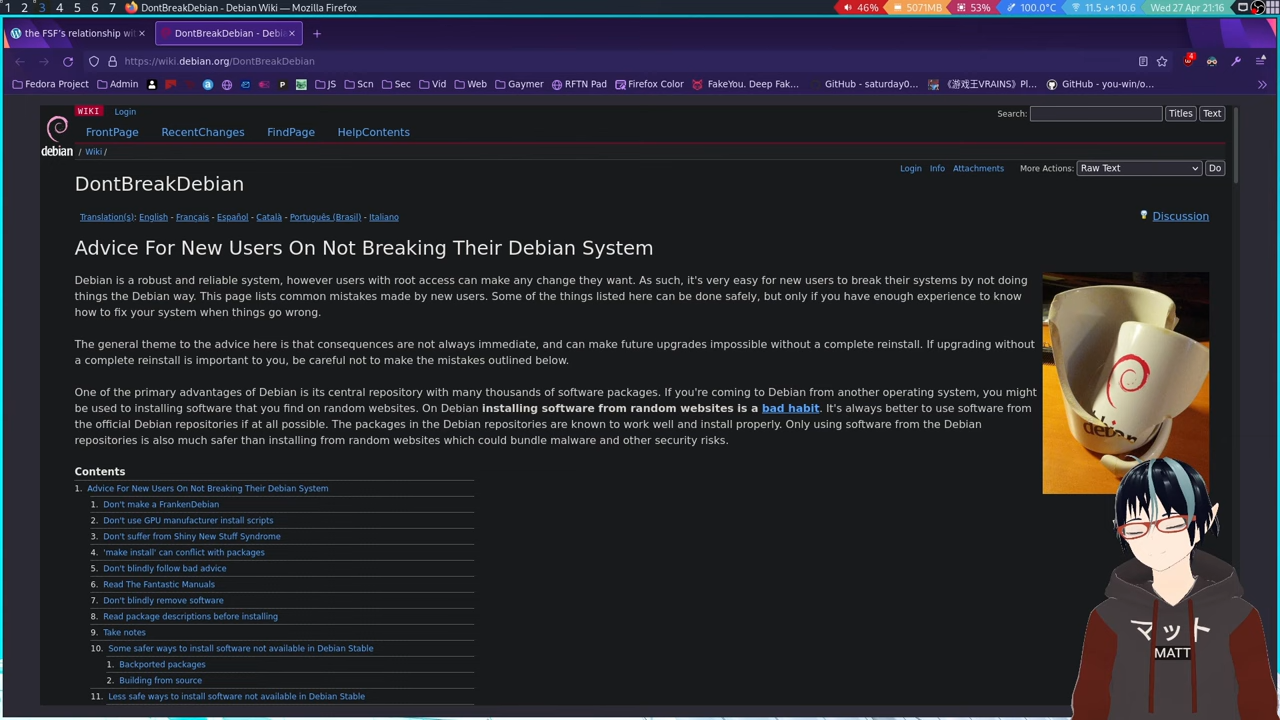 1 2 3 4 5 6 7 DontBreakDebian - Debian Wiki — Mozilla Firefox 46% 5071MB 53% 100.0°C 11.5 ↓↑ 10.6 Wed 27 Apr 21:16
the FSF's relationship wit × DontBreakDebian - Debi × +
https://wiki.debian.org/DontBreakDebian 4
Fedora Project Admin JS Scn Sec Vid Web Gaymer RFTN Pad Firefox Color FakeYou. Deep Fak... GitHub - saturday0... 《游戏王VRAINS》Pl... GitHub - you-win/o...
WIKI Login Search: Titles Text
FrontPage RecentChanges FindPage HelpContents
debian / Wiki /
Login Info Attachments More Actions: Raw Text Do
DontBreakDebian
Translation(s): English - Français - Español - Català - Português (Brasil) - Italiano Discussion
Advice For New Users On Not Breaking Their Debian System
Debian is a robust and reliable system, however users with root access can make any change they want. As such, it's very easy for new users to break their systems by not doing
things the Debian way. This page lists common mistakes made by new users. Some of the things listed here can be done safely, but only if you have enough experience to know
how to fix your system when things go wrong.
The general theme to the advice here is that consequences are not always immediate, and can make future upgrades impossible without a complete reinstall. If upgrading without
a complete reinstall is important to you, be careful not to make the mistakes outlined below.
One of the primary advantages of Debian is its central repository with many thousands of software packages. If you're coming to Debian from another operating system, you might
be used to installing software that you find on random websites. On Debian installing software from random websites is a bad habit. It's always better to use software from
the official Debian repositories if at all possible. The packages in the Debian repositories are known to work well and install properly. Only using software from the Debian
repositories is also much safer than installing from random websites which could bundle malware and other security risks.
debian
Contents
1. Advice For New Users On Not Breaking Their Debian System
1. Don't make a FrankenDebian
2. Don't use GPU manufacturer install scripts
3. Don't suffer from Shiny New Stuff Syndrome
4. 'make install' can conflict with packages
5. Don't blindly follow bad advice
6. Read The Fantastic Manuals
7. Don't blindly remove software
8. Read package descriptions before installing
9. Take notes
10. Some safer ways to install software not available in Debian Stable
1. Backported packages
2. Building from source
11. Less safe ways to install software not available in Debian Stable
マット
MATT